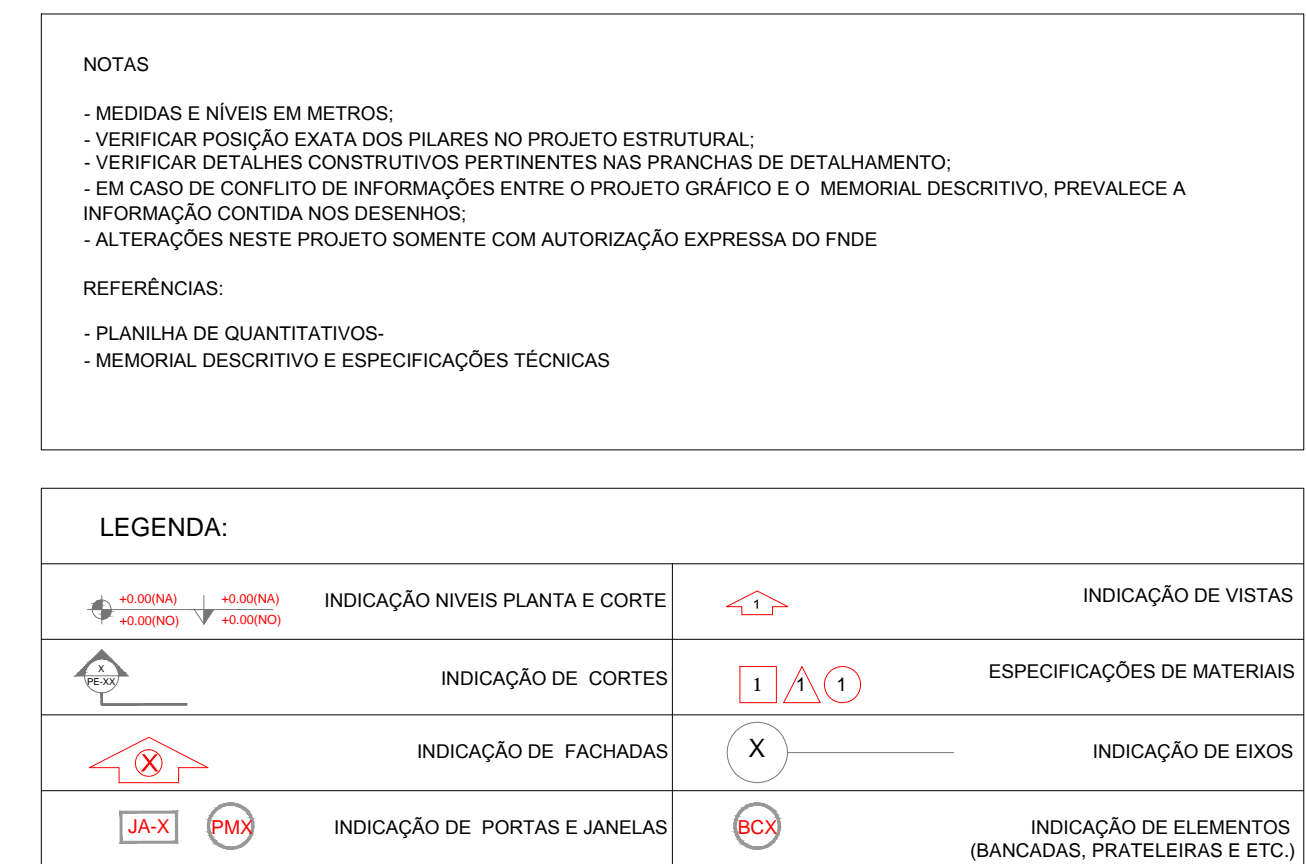 NOTAS
- MEDIDAS E NÍVEIS EM METROS;
- VERIFICAR POSIÇÃO EXATA DOS PILARES NO PROJETO ESTRUTURAL;
- VERIFICAR DETALHES CONSTRUTIVOS PERTINENTES NAS PRANCHAS DE DETALHAMENTO;
- EM CASO DE CONFLITO DE INFORMAÇÕES ENTRE O PROJETO GRÁFICO E O MEMORIAL DESCRITIVO, PREVALECE A
INFORMAÇÃO CONTIDA NOS DESENHOS;
- ALTERAÇÕES NESTE PROJETO SOMENTE COM AUTORIZAÇÃO EXPRESSA DO FNDE
REFERÊNCIAS:
- PLANILHA DE QUANTITATIVOS-
- MEMORIAL DESCRITIVO E ESPECIFICAÇÕES TÉCNICAS
LEGENDA:
+0.00(NA) +0.00(NA)
+0.00(NO) +0.00(NO)
INDICAÇÃO NIVEIS PLANTA E CORTE
1
INDICAÇÃO DE VISTAS
X
PE-XX
INDICAÇÃO DE CORTES
1 1 1
ESPECIFICAÇÕES DE MATERIAIS
X
INDICAÇÃO DE FACHADAS
X
INDICAÇÃO DE EIXOS
JA-X PMX
INDICAÇÃO DE PORTAS E JANELAS
BCX
INDICAÇÃO DE ELEMENTOS
(BANCADAS, PRATELEIRAS E ETC.)